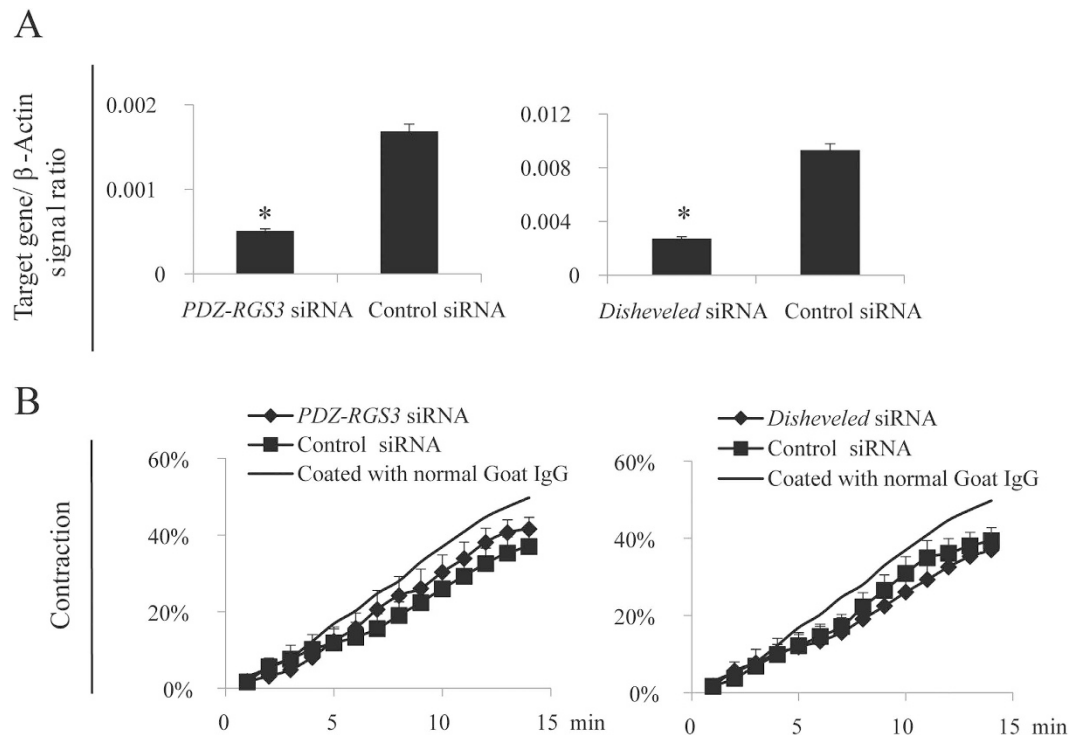 A
Target gene/ β-Actin
signal ratio
0.002
0.001
0
*
PDZ-RGS3 siRNA Control siRNA
0.012
0.008
0.004
0
*
Disheveled siRNA Control siRNA
B
Contraction
PDZ-RGS3 siRNA
Control siRNA
Coated with normal Goat IgG
60%
40%
20%
0%
0 5 10 15 min
Disheveled siRNA
Control siRNA
Coated with normal Goat IgG
60%
40%
20%
0%
0 5 10 15 min